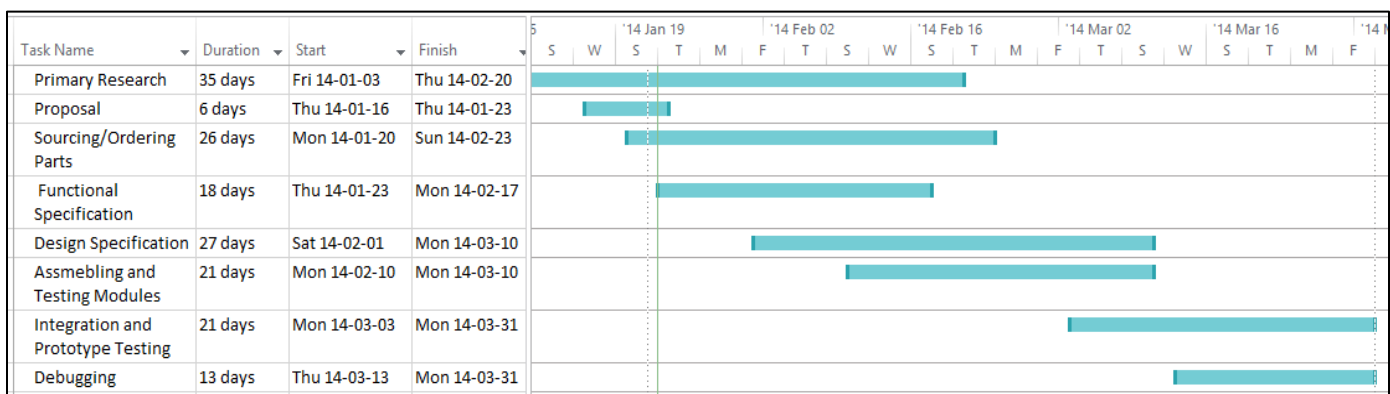 5 '14 Jan 19 '14 Feb 02 '14 Feb 16 '14 Mar 02 '14 Mar 16 '14 M
Task Name Duration Start Finish S W S T M F T S W S T M F T S W S T M F
Primary Research 35 days Fri 14-01-03 Thu 14-02-20
Proposal 6 days Thu 14-01-16 Thu 14-01-23
Sourcing/Ordering 26 days Mon 14-01-20 Sun 14-02-23
Parts
Functional 18 days Thu 14-01-23 Mon 14-02-17
Specification
Design Specification 27 days Sat 14-02-01 Mon 14-03-10
Assmebling and 21 days Mon 14-02-10 Mon 14-03-10
Testing Modules
Integration and 21 days Mon 14-03-03 Mon 14-03-31
Prototype Testing
Debugging 13 days Thu 14-03-13 Mon 14-03-31